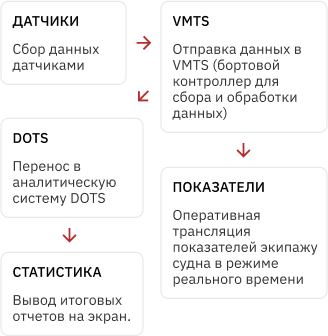 ДАТЧИКИ
Сбор данных
датчиками
VMTS
Отправка данных в
VMTS (бортовой
контроллер для
сбора и обработки
данных)
DOTS
Перенос в
аналитическую
систему DOTS
ПОКАЗАТЕЛИ
Оперативная
трансляция
показателей экипажу
судна в режиме
реального времени
СТАТИСТИКА
Вывод итоговых
отчетов на экран.